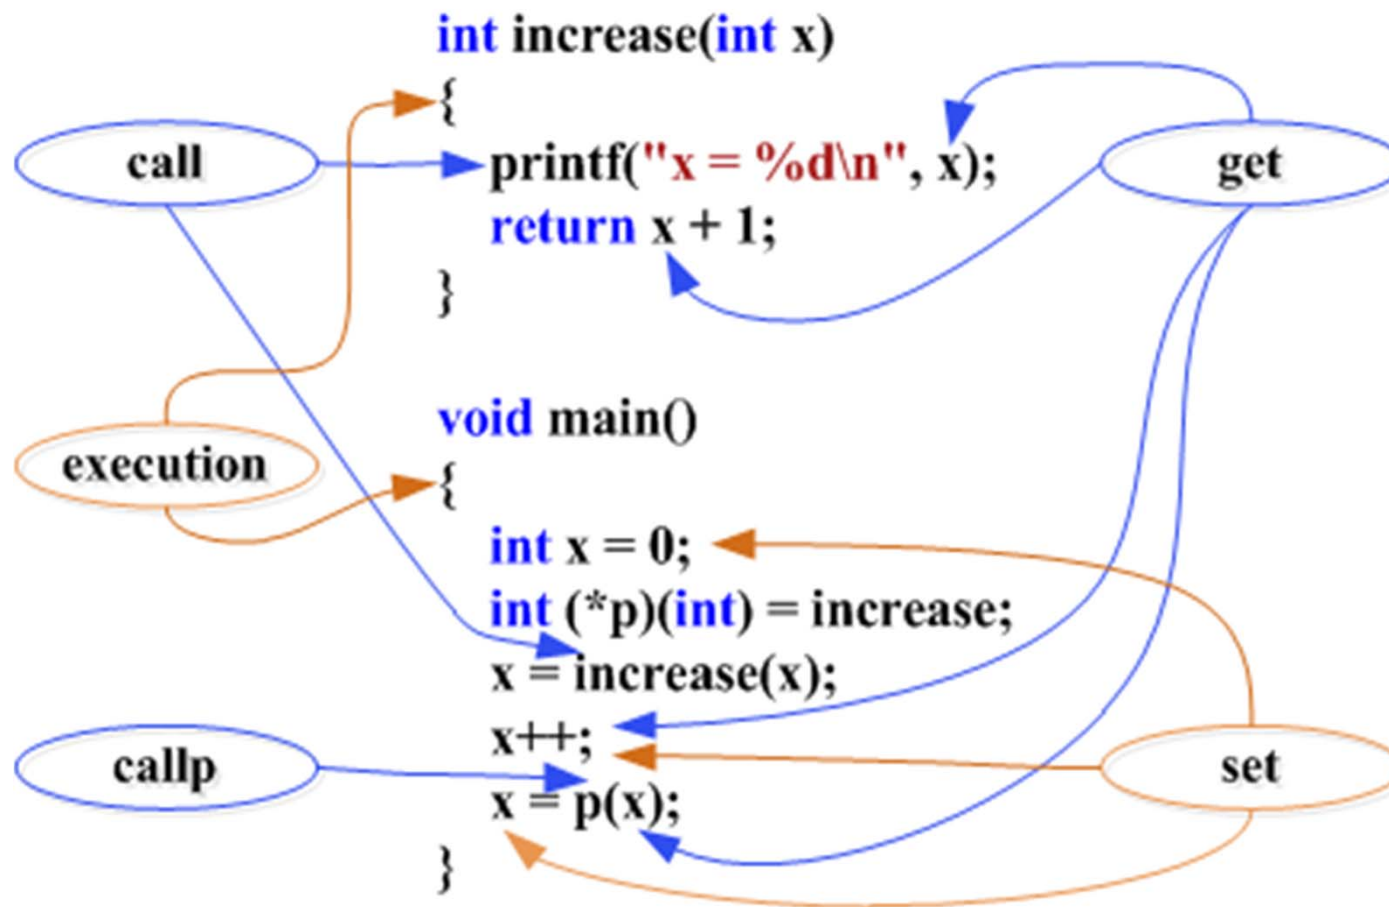 int increase(int x)
{
call
printf("x = %d\n", x);
get
return x + 1;
}
void main()
execution
{
int x = 0;
int (*p)(int) = increase;
x = increase(x);
x++;
callp
set
x = p(x);
}